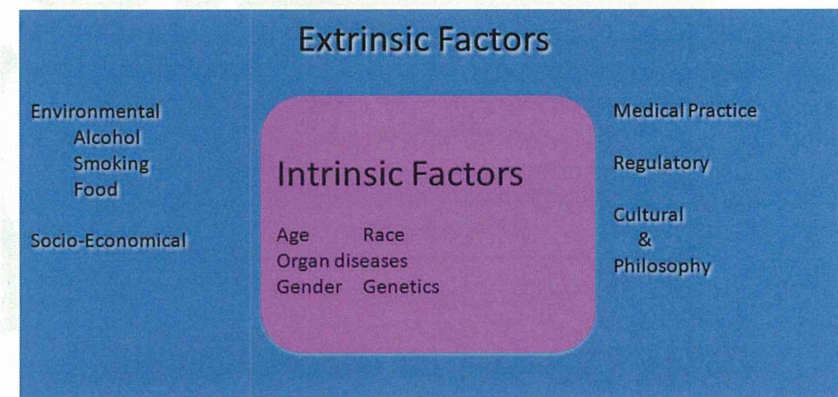 Extrinsic Factors
Environmental
Alcohol
Smoking
Food
Socio-Economical
Intrinsic Factors
Age Race
Organ diseases
Gender Genetics
Medical Practice
Regulatory
Cultural
&
Philosophy